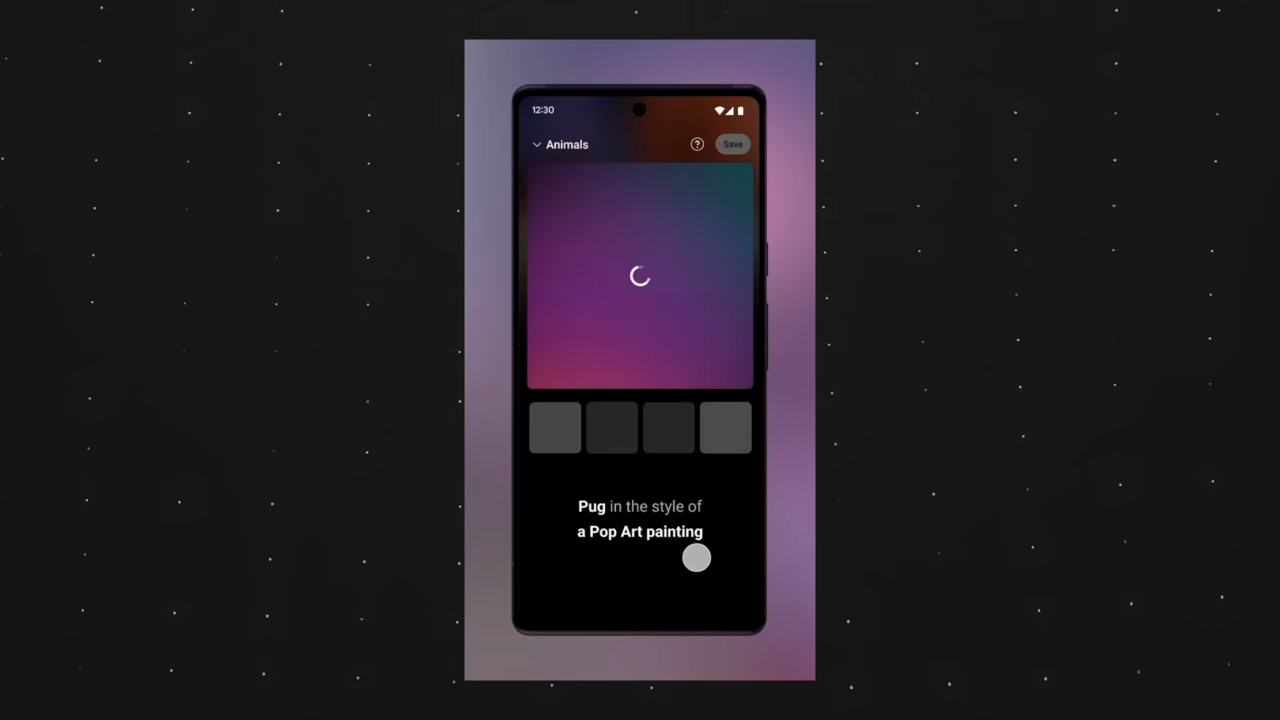 12:30
Animals
?
Save
Pug in the style of
a Pop Art painting